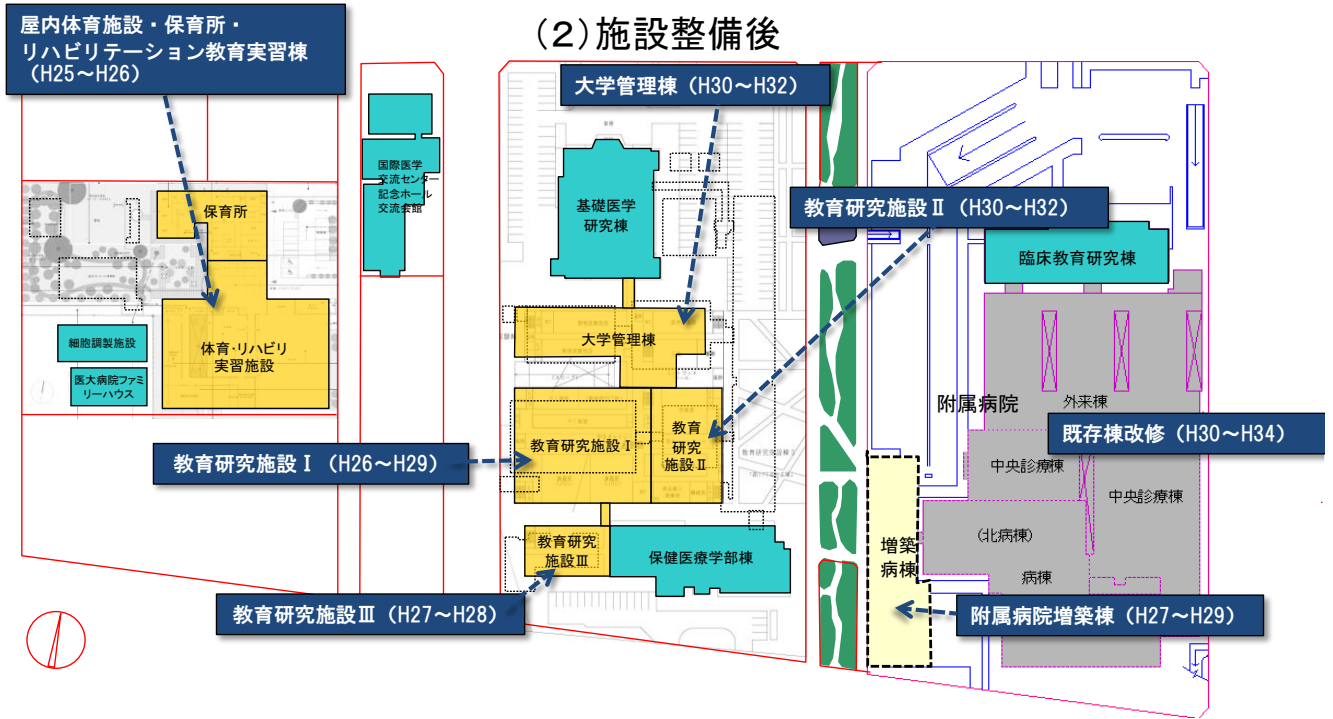 (2)施設整備後
屋内体育施設・保育所・
リハビリテーション教育実習棟
(H25～H26)
大学管理棟(H30～H32)
国際医学
交流センター
記念ホール
交流会館
基礎医学
研究棟
教育研究施設Ⅱ(H30～H32)
臨床教育研究棟
保育所
細胞調製施設
体育・リハビリ
実習施設
医大病院ファミ
リーハウス
大学管理棟
附属病院
外来棟
既存棟改修(H30～H34)
教育研究施設Ⅰ
教育
研究
施設Ⅱ
教育研究施設Ⅰ(H26～H29)
中央診療棟
中央診療棟
教育研究
施設Ⅲ
保健医療学部棟
増築
病棟
(北病棟)
病棟
教育研究施設Ⅲ(H27～H28)
附属病院増築棟(H27～H29)